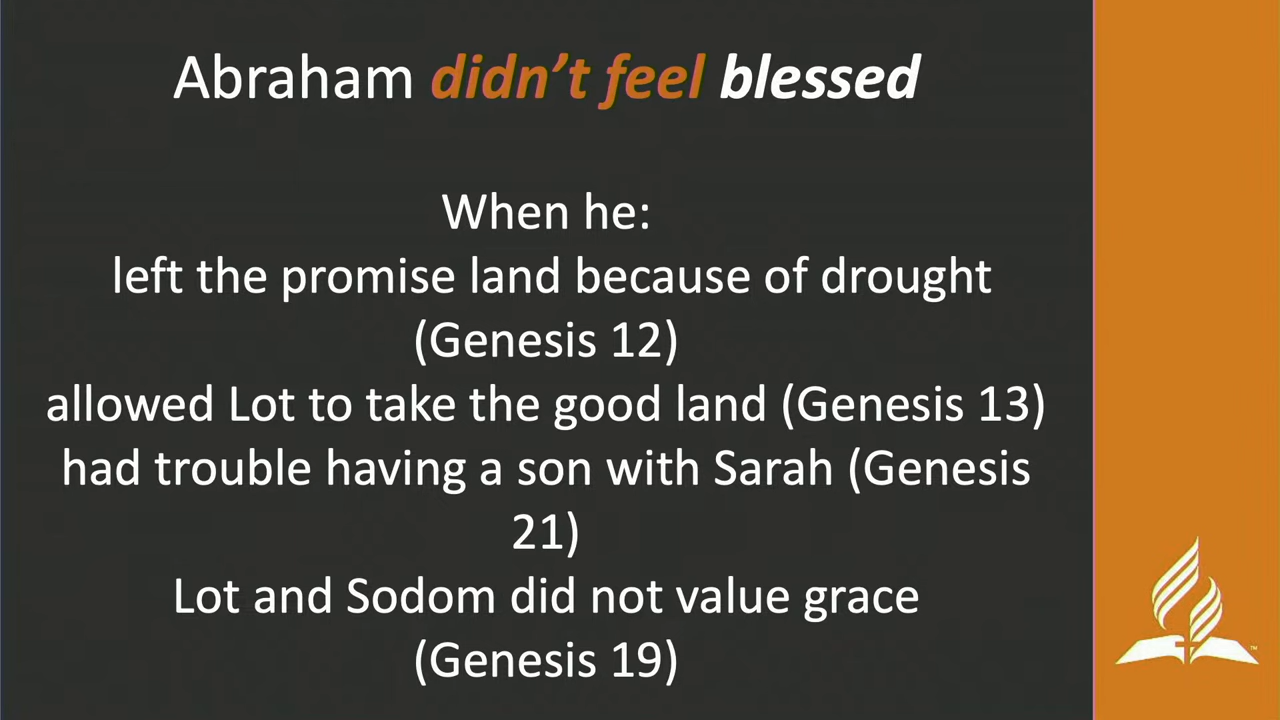 Abraham didn’t feel blessed
When he:
left the promise land because of drought
(Genesis 12)
allowed Lot to take the good land (Genesis 13)
had trouble having a son with Sarah (Genesis
21)
Lot and Sodom did not value grace
(Genesis 19)
™